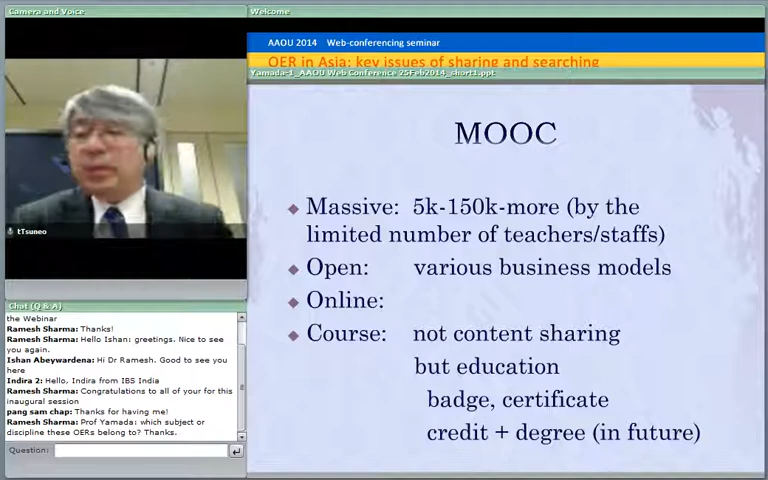 Camera and Voice
Welcome
AAOU 2014 Web-conferencing seminar
OER in Asia: key issues of sharing and searching
Yamada-1_AAOU Web Conference 25Feb2014_short1.ppt
tTsuneo
MOOC
Massive: 5k-150k-more (by the
limited number of teachers/staffs)
Open: various business models
Online:
Course: not content sharing
but education
badge, certificate
credit + degree (in future)
Chat (Q & A)
the Webinar
Ramesh Sharma: Thanks!
Ramesh Sharma: Hello Ishan: greetings. Nice to see
you again.
Ishan Abeywardena: Hi Dr Ramesh. Good to see you
here
Indira 2: Hello, Indira from IBS India
Ramesh Sharma: Congratulations to all of your for this
inaugural session
pang sam chap: Thanks for having me!
Ramesh Sharma: Prof Yamada: which subject or
discipline these OERs belong to? Thanks.
Question: